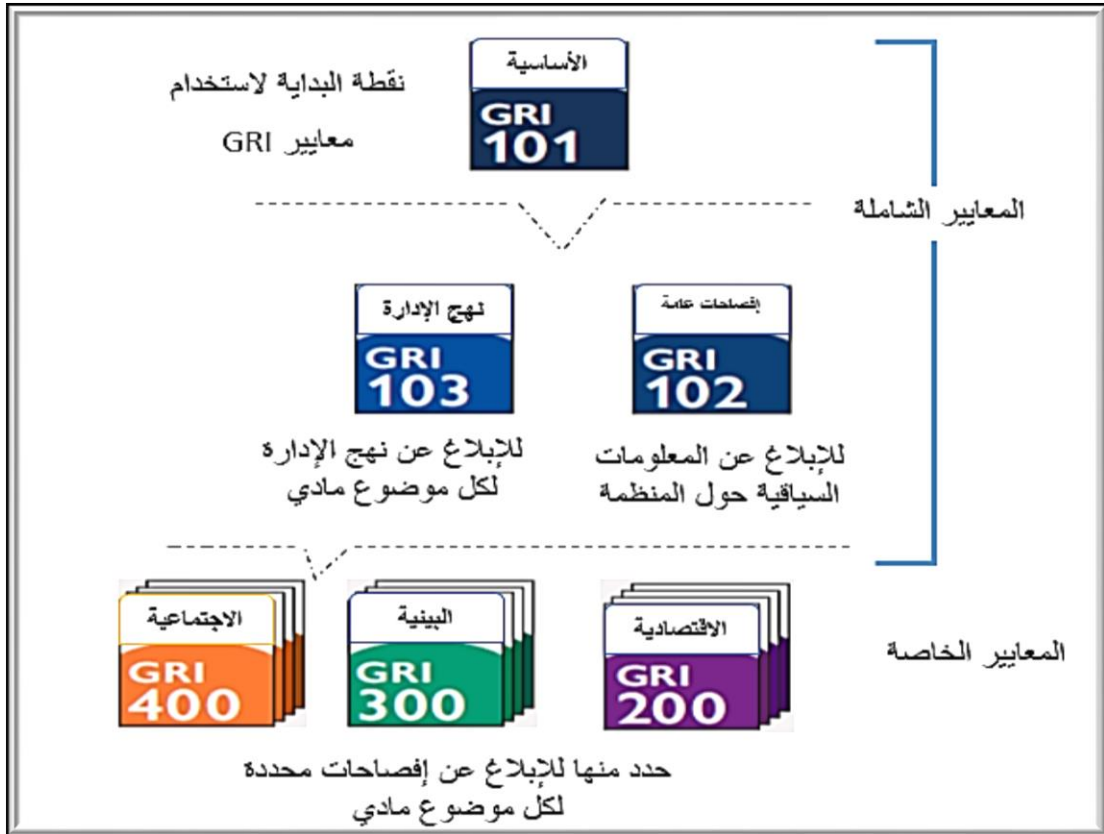 الأساسية
GRI
101
نقطة البداية لاستخدام
معايير GRI
المعايير الشاملة
إفصاحات عامة
GRI
102
نهج الإدارة
GRI
103
للإبلاغ عن المعلومات
السياقية حول المنظمة
للإبلاغ عن نهج الإدارة
لكل موضوع مادي
المعايير الخاصة
الاقتصادية
GRI
200
البيئية
GRI
300
الاجتماعية
GRI
400
حدد منها للإبلاغ عن إفصاحات محددة
لكل موضوع مادي